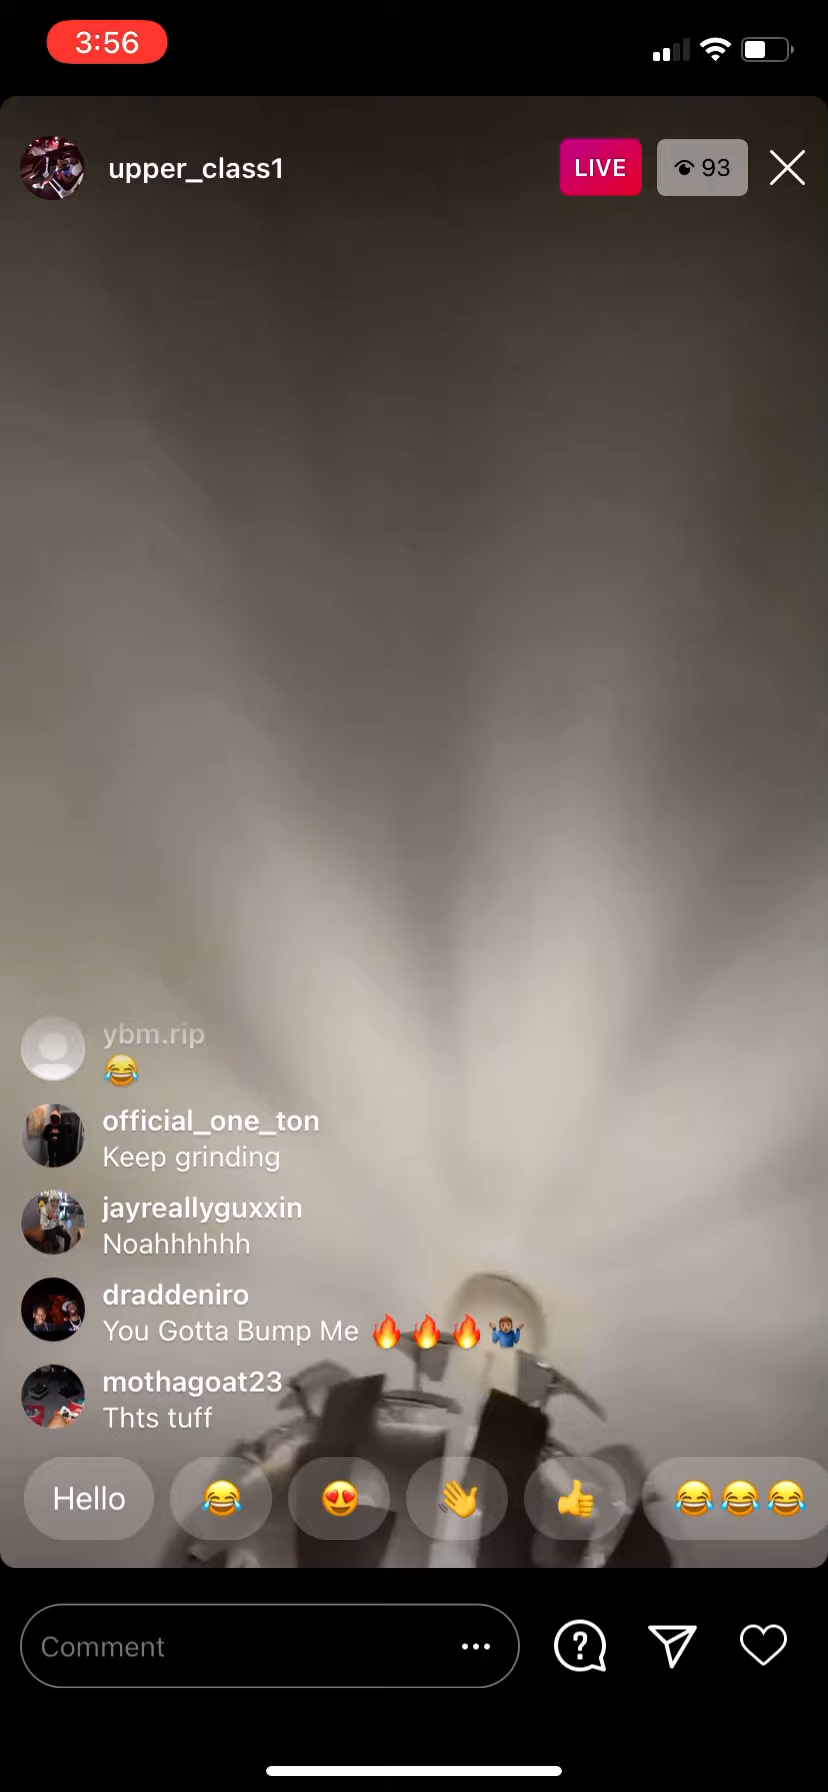 3:56
upper_class1
LIVE
93
ybm.rip
😂
official_one_ton
Keep grinding
jayreallyguxxin
Noahhhhhh
draddeniro
You Gotta Bump Me 🔥🔥🔥🤷🏽‍♂️
mothagoat23
Thts tuff
Hello 😂 😍 👋 👍 😂😂😂
Comment